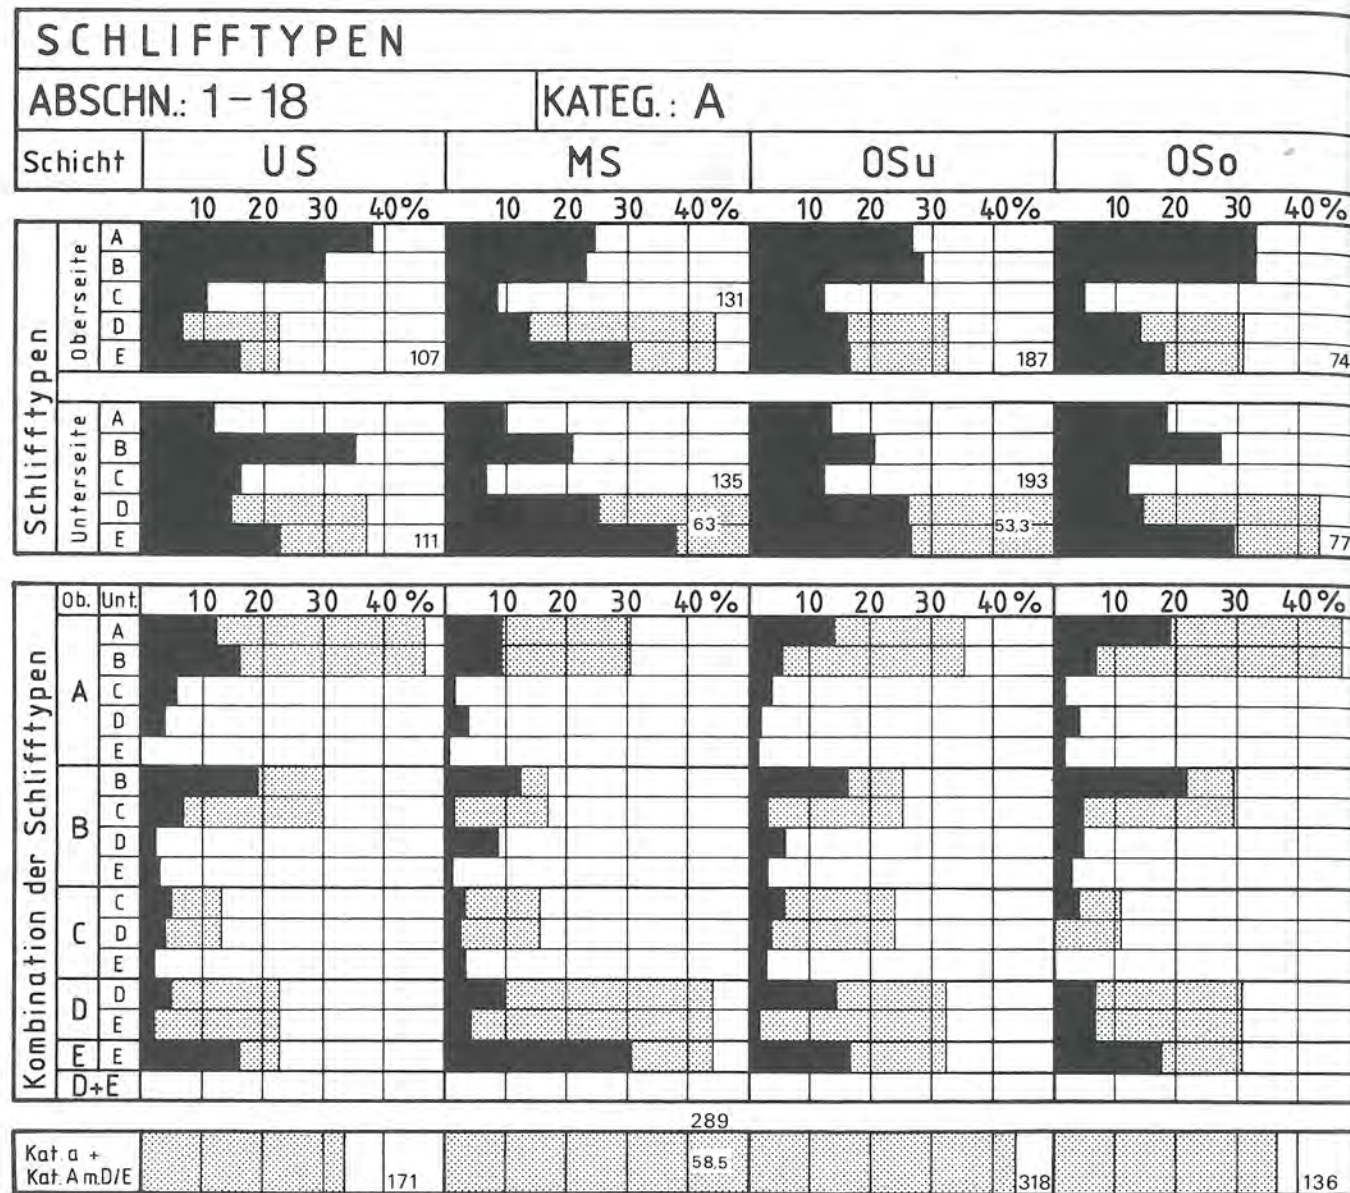 SCHLIFFTYPEN
ABSCHN.: 1-18 KATEG.: A
Schicht US MS OSu OSo
10 20 30 40% 10 20 30 40% 10 20 30 40% 10 20 30 40%
Schlifftypen
Oberseite
A
B
C 131
D
E 107 187 74
Unterseite
A
B
C 135 193
D
63 53.3
E 111 77
Kombination der Schlifftypen
Ob. Unt. 10 20 30 40% 10 20 30 40% 10 20 30 40% 10 20 30 40%
A
A
B
C
D
E
B
B
C
D
E
C
C
D
E
D
D
E
E E
D+E
289
Kat. a +
Kat. A m.D/E 171 58.5 318 136